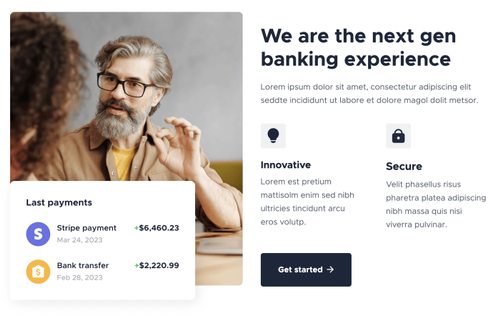 We are the next gen
banking experience
Lorem ipsum dolor sit amet, consectetur adipiscing elit
seddte incididunt ut labore et dolore magol dolit metsor.
Innovative
Lorem est pretium
mattisolm enim sed nibh
ultricies tincidunt arcu
eros volutp.
Secure
Velit phasellus risus
pharetra platea adipiscing
nibh massa quis nisi
viverra pulvinar.
Get started →
Last payments
S
Stripe payment
+$6,460.23
Mar 24, 2023
$
Bank transfer
+$2,220.99
Feb 28, 2023